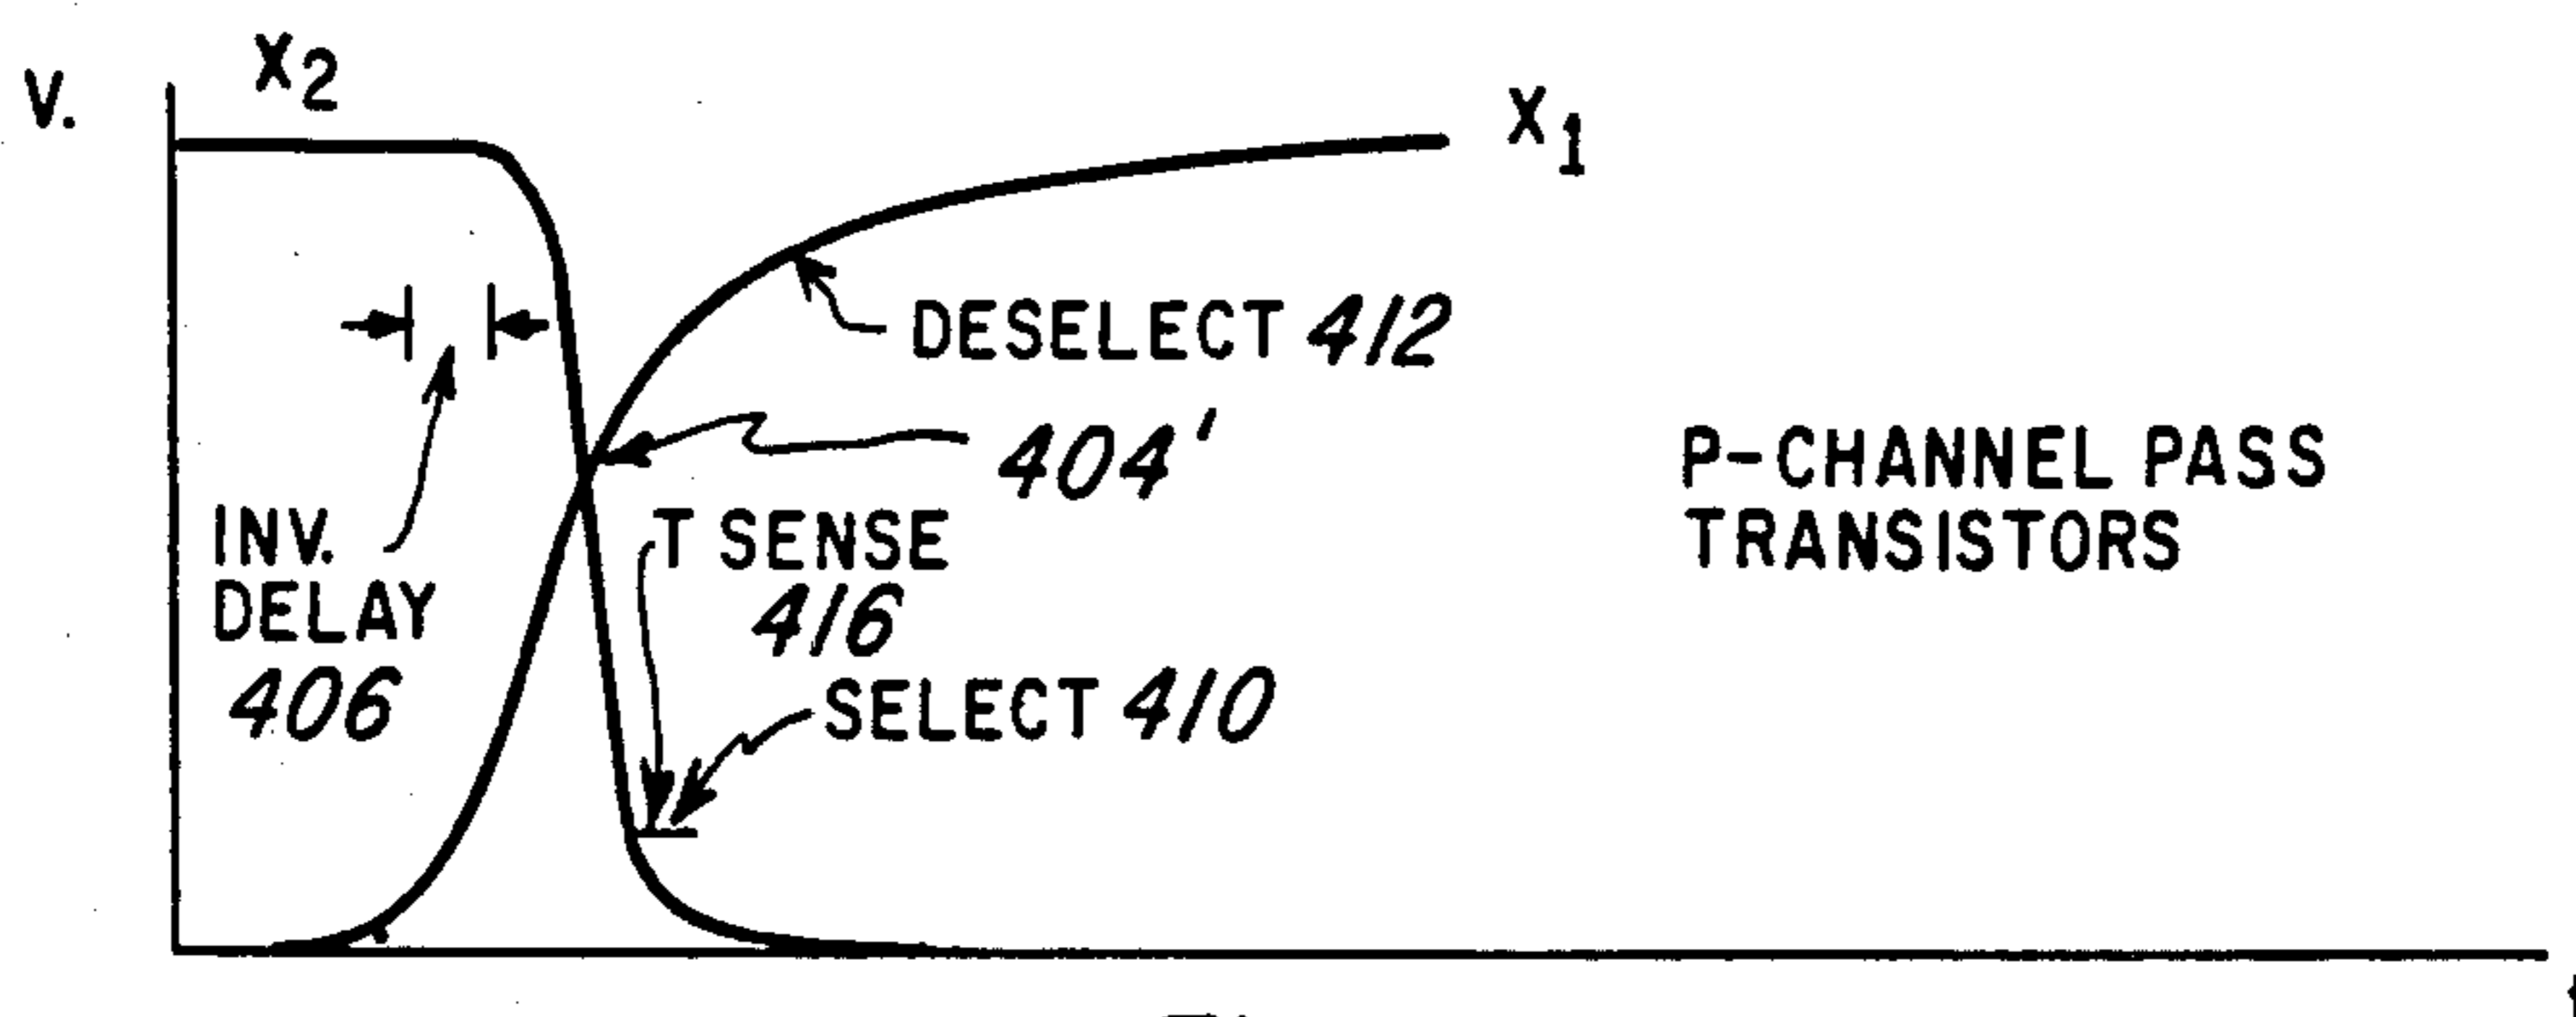 V.
X2
X1
DESELECT 412
404'
INV.
DELAY
406
T SENSE
416
SELECT 410
P-CHANNEL PASS
TRANSISTORS